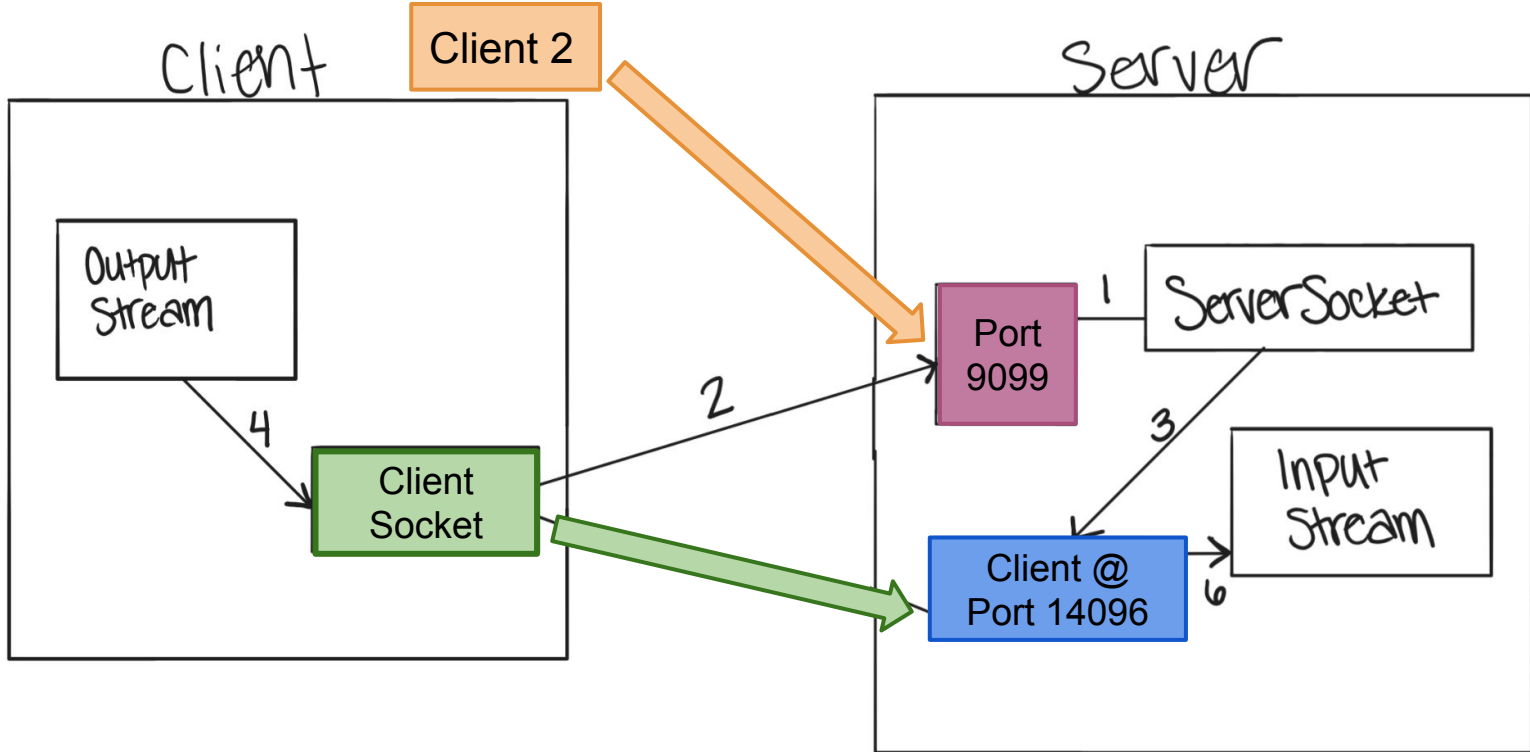 Client
Client 2
Server
Output
Stream
4
Client
Socket
2
Port
9099
1
ServerSocket
3
Input
Stream
Client @
Port 14096
6